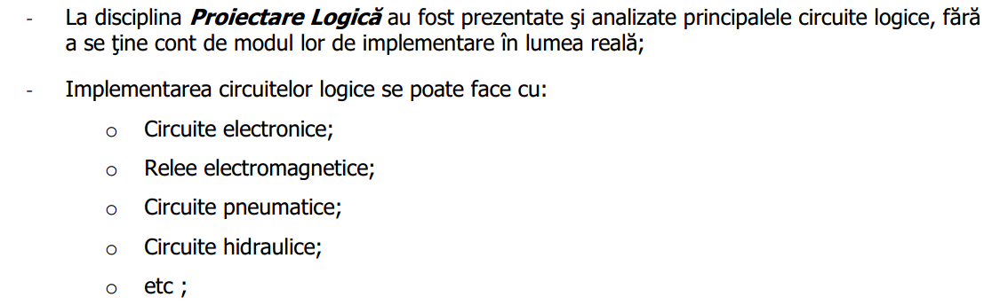 - La disciplina Proiectare Logică au fost prezentate şi analizate principalele circuite logice, fără
a se ţine cont de modul lor de implementare în lumea reală;
- Implementarea circuitelor logice se poate face cu:
o Circuite electronice;
o Relee electromagnetice;
o Circuite pneumatice;
o Circuite hidraulice;
o etc ;